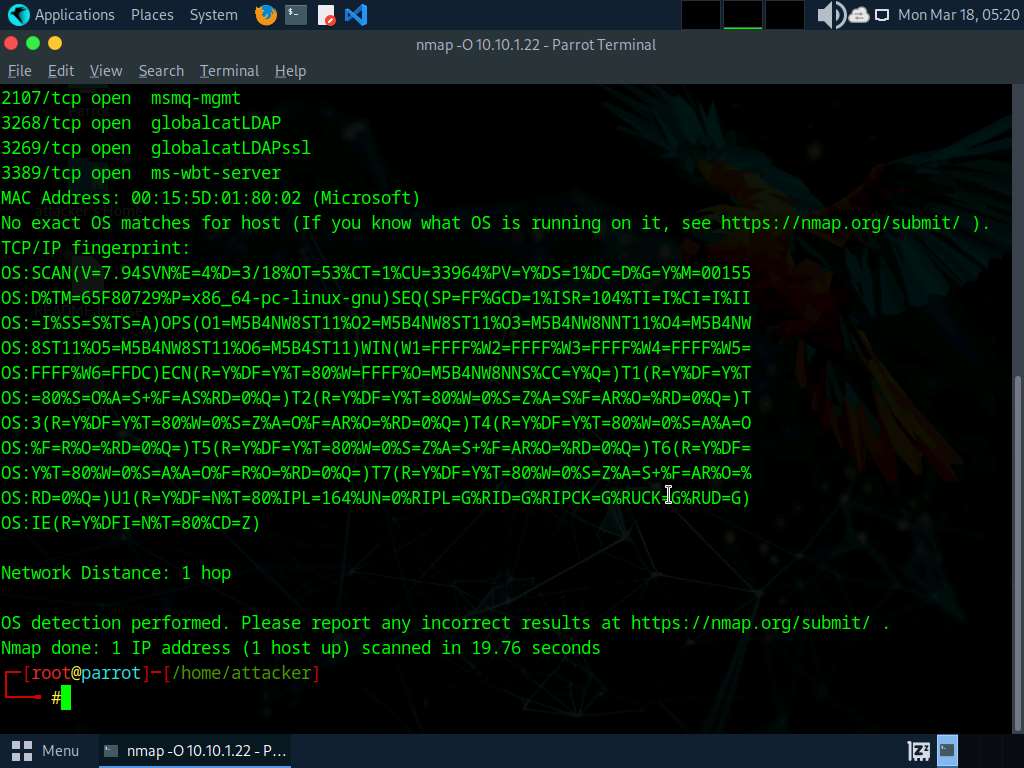 Applications Places System Mon Mar 18, 05:20
nmap -O 10.10.1.22 - Parrot Terminal
File Edit View Search Terminal Help
2107/tcp open  msmq-mgmt
3268/tcp open  globalcatLDAP
3269/tcp open  globalcatLDAPssl
3389/tcp open  ms-wbt-server
MAC Address: 00:15:5D:01:80:02 (Microsoft)
No exact OS matches for host (If you know what OS is running on it, see https://nmap.org/submit/ ).
TCP/IP fingerprint:
OS:SCAN(V=7.94SVN%E=4%D=3/18%OT=53%CT=1%CU=33964%PV=Y%DS=1%DC=D%G=Y%M=00155
OS:D%TM=65F80729%P=x86_64-pc-linux-gnu)SEQ(SP=FF%GCD=1%ISR=104%TI=I%CI=I%II
OS:=I%SS=S%TS=A)OPS(O1=M5B4NW8ST11%O2=M5B4NW8ST11%O3=M5B4NW8NNT11%O4=M5B4NW
OS:8ST11%O5=M5B4NW8ST11%O6=M5B4ST11)WIN(W1=FFFF%W2=FFFF%W3=FFFF%W4=FFFF%W5=
OS:FFFF%W6=FFDC)ECN(R=Y%DF=Y%T=80%W=FFFF%O=M5B4NW8NNS%CC=Y%Q=)T1(R=Y%DF=Y%T
OS:=80%S=O%A=S+%F=AS%RD=0%Q=)T2(R=Y%DF=Y%T=80%W=0%S=Z%A=S%F=AR%O=%RD=0%Q=)T
OS:3(R=Y%DF=Y%T=80%W=0%S=Z%A=O%F=AR%O=%RD=0%Q=)T4(R=Y%DF=Y%T=80%W=0%S=A%A=O
OS:%F=R%O=%RD=0%Q=)T5(R=Y%DF=Y%T=80%W=0%S=Z%A=S+%F=AR%O=%RD=0%Q=)T6(R=Y%DF=
OS:Y%T=80%W=0%S=A%A=O%F=R%O=%RD=0%Q=)T7(R=Y%DF=Y%T=80%W=0%S=Z%A=S+%F=AR%O=%
OS:RD=0%Q=)U1(R=Y%DF=N%T=80%IPL=164%UN=0%RIPL=G%RID=G%RIPCK=G%RUCK=G%RUD=G)
OS:IE(R=Y%DFI=N%T=80%CD=Z)
Network Distance: 1 hop
OS detection performed. Please report any incorrect results at https://nmap.org/submit/ .
Nmap done: 1 IP address (1 host up) scanned in 19.76 seconds
┌─[root@parrot]─[/home/attacker]
└──╼ #
Menu nmap -O 10.10.1.22 - P…